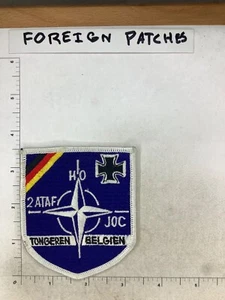 FOREIGN PATCHES
HQ
2 ATAF
JOC
TONGEREN BELGIEN